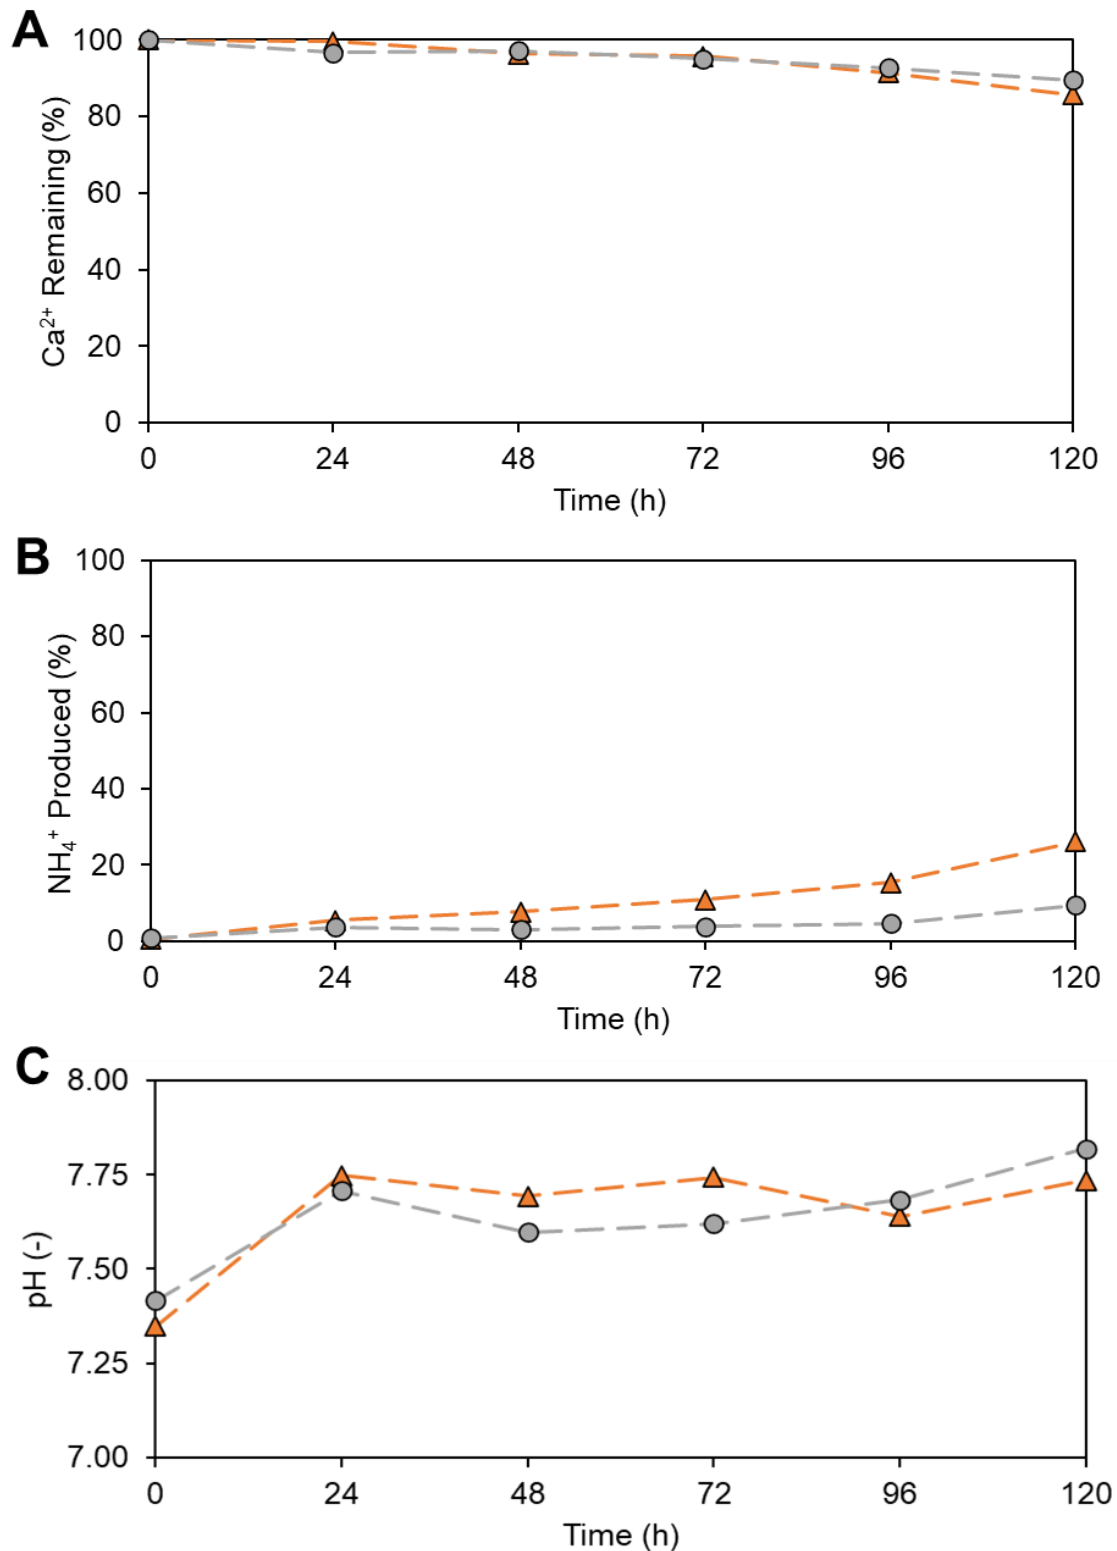 A
100
80
60
40
20
0
Ca²⁺ Remaining (%)
0 24 48 72 96 120
Time (h)
B
100
80
60
40
20
0
NH₄⁺ Produced (%)
0 24 48 72 96 120
Time (h)
C
8.00
7.75
7.50
7.25
7.00
pH (-)
0 24 48 72 96 120
Time (h)